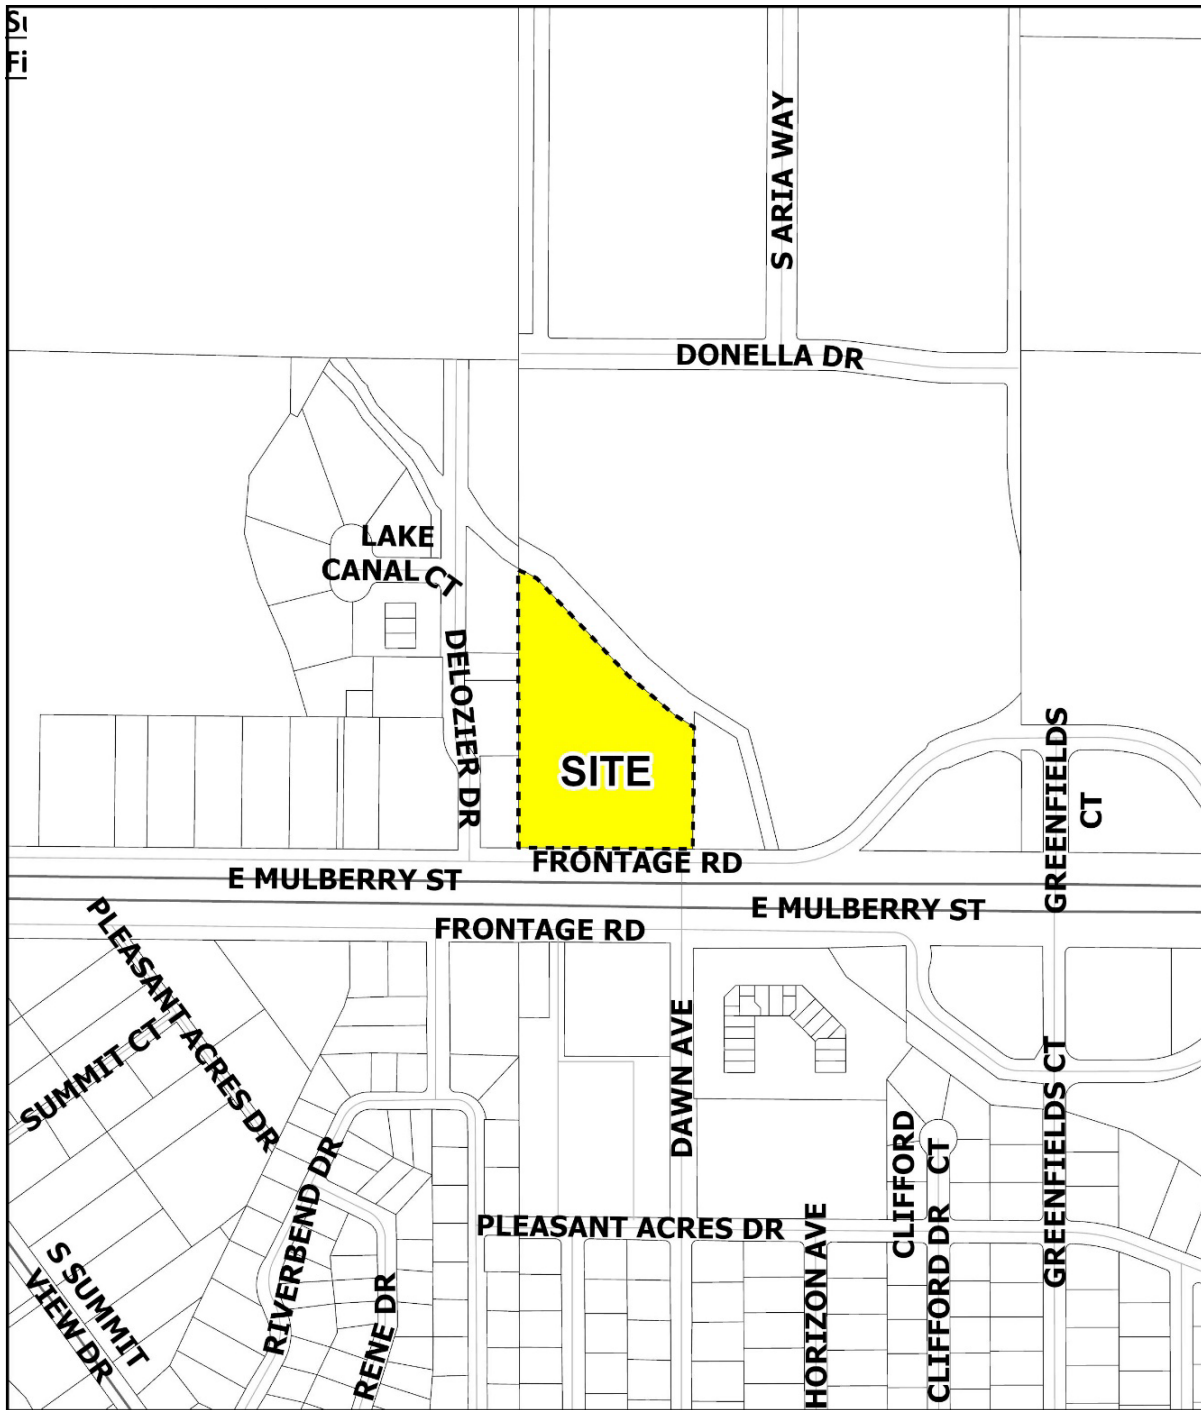 S
Fi
S ARIA WAY
DONELLA DR
LAKE
CANAL CT
DELOZIER DR
SITE
GREENFIELDS
CT
FRONTAGE RD
E MULBERRY ST
E MULBERRY ST
FRONTAGE RD
PLEASANT ACRES DR
SUMMIT CT
DAWN AVE
GREENFIELDS CT
CLIFFORD
CLIFFORD DR CT
RIVERBEND DR
PLEASANT ACRES DR
HORIZON AVE
S SUMMIT
VIEW DR
RENE DR